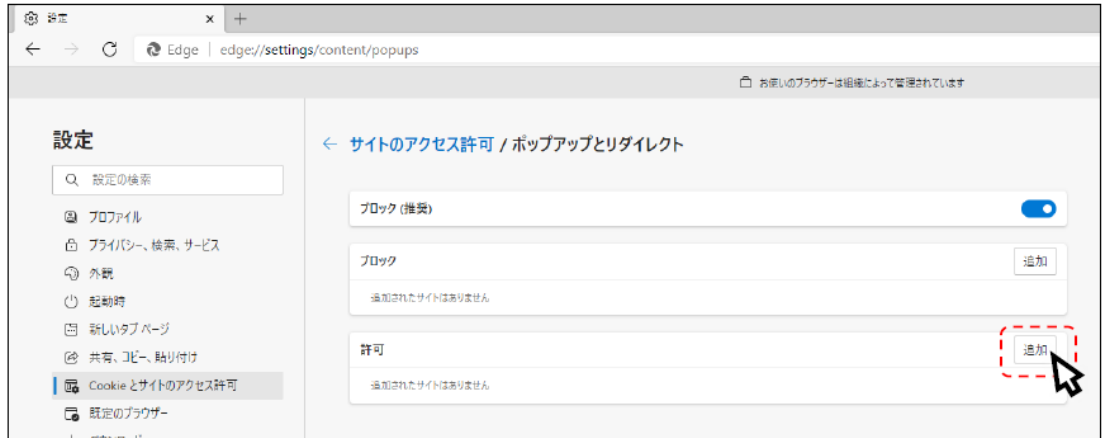 設定
Edge | edge://settings/content/popups
お使いのブラウザーは組織によって管理されています
設定
設定の検索
プロファイル
プライバシー、検索、サービス
外観
起動時
新しいタブ ページ
共有、コピー、貼り付け
Cookie とサイトのアクセス許可
既定のブラウザー
サイトのアクセス許可 / ポップアップとリダイレクト
ブロック (推奨)
ブロック
追加
追加されたサイトはありません
許可
追加
追加されたサイトはありません